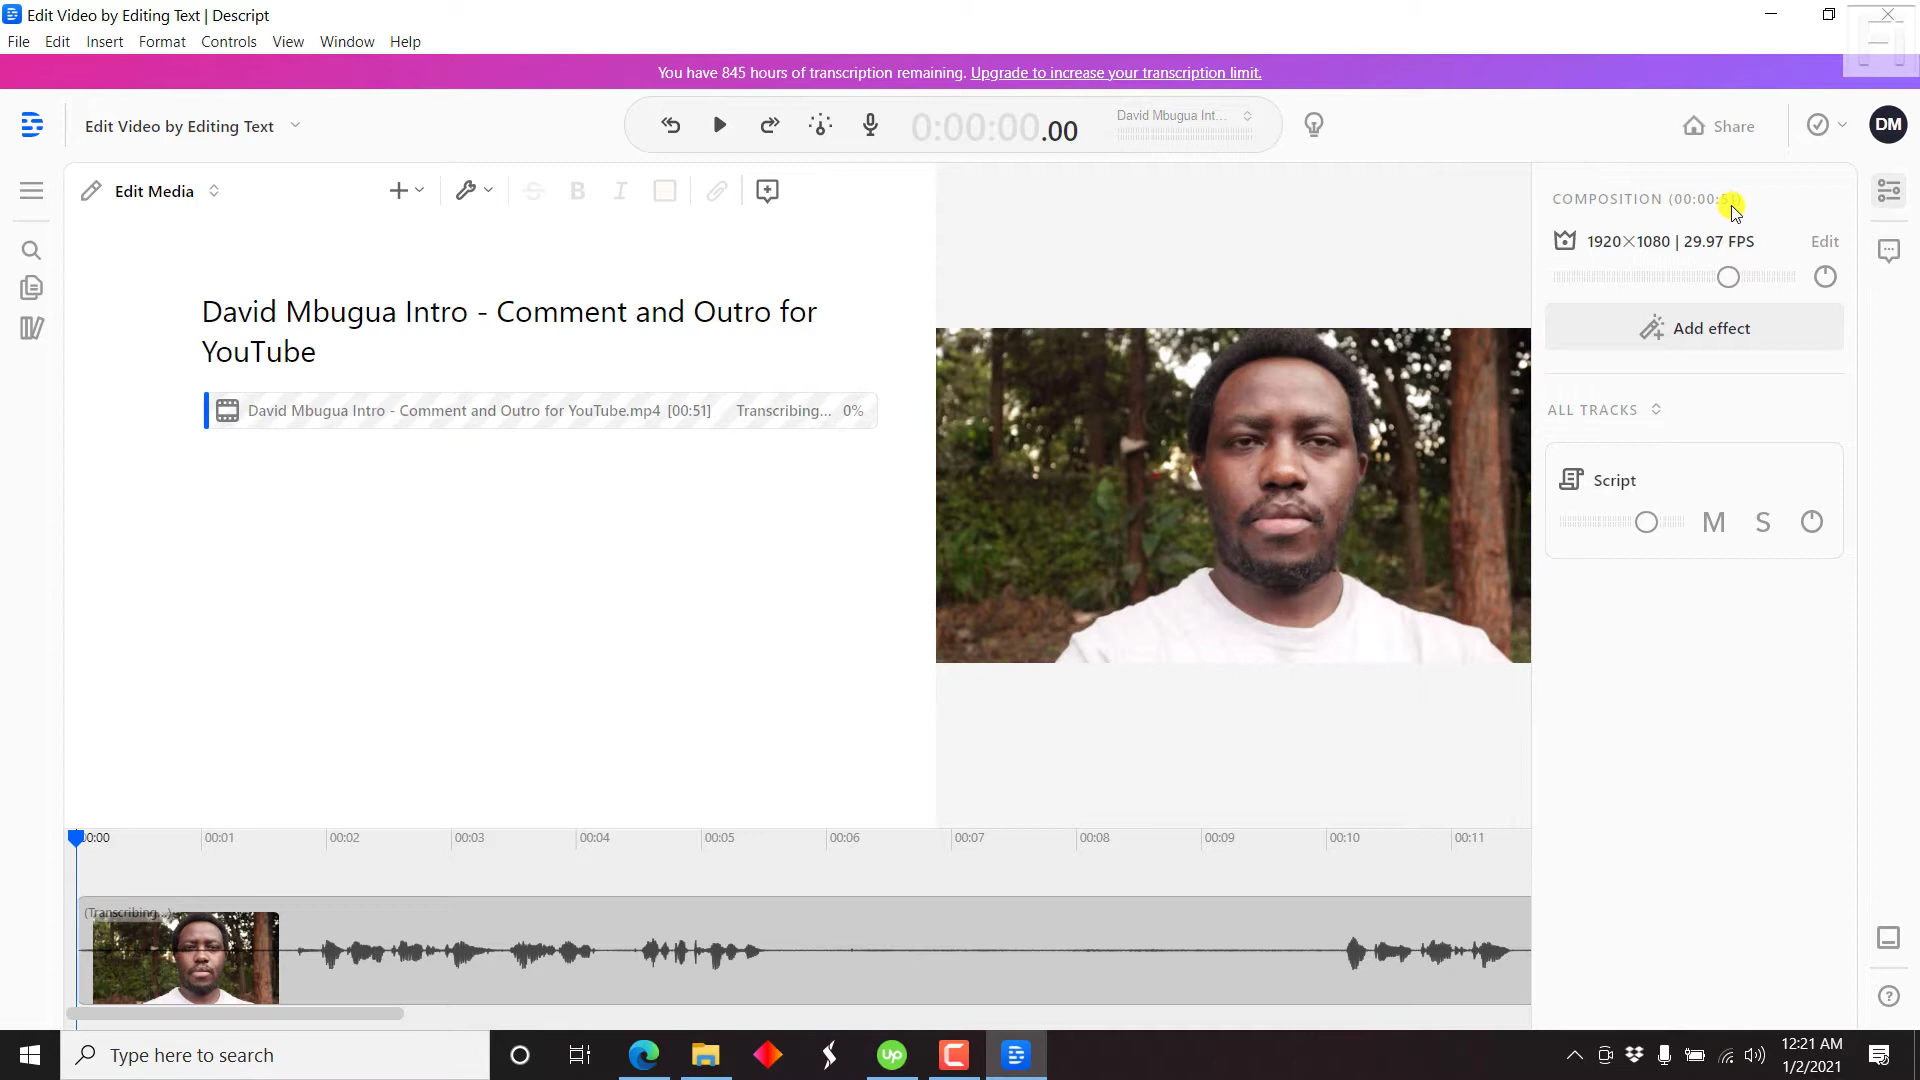 Edit Video by Editing Text | Descript
File Edit Insert Format Controls View Window Help
You have 845 hours of transcription remaining. Upgrade to increase your transcription limit.
Edit Video by Editing Text
0:00:00.00
David Mbugua Int...
Share
DM
Edit Media
COMPOSITION (00:00:51)
1920×1080 | 29.97 FPS Edit
Add effect
David Mbugua Intro - Comment and Outro for
YouTube
David Mbugua Intro - Comment and Outro for YouTube.mp4 [00:51] Transcribing... 0%
ALL TRACKS
Script
M S
00:00 00:01 00:02 00:03 00:04 00:05 00:06 00:07 00:08 00:09 00:10 00:11
(Transcribing...)
Type here to search
up
12:21 AM
1/2/2021